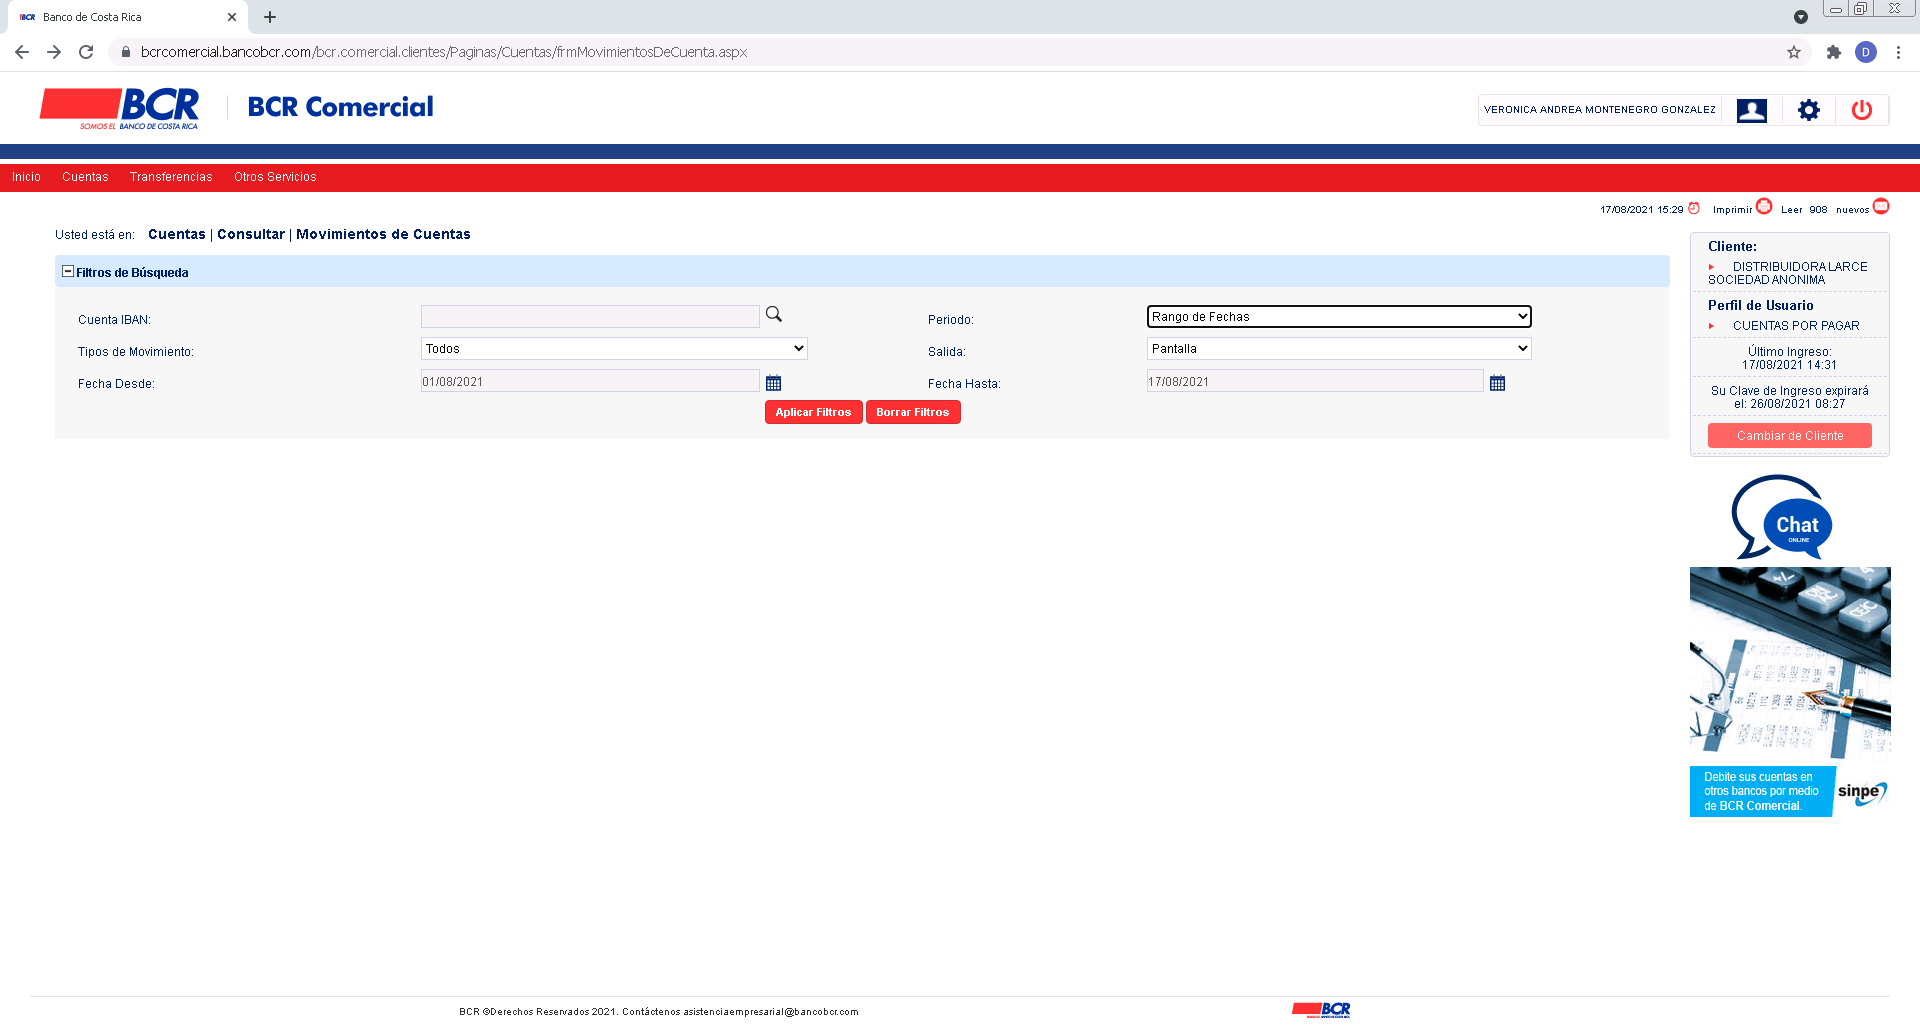 Banco de Costa Rica
bcrcomercial.bancobcr.com/bcr.comercial.clientes/Paginas/Cuentas/frmMovimientosDeCuenta.aspx
D
BCR
SOMOS EL BANCO DE COSTA RICA
BCR Comercial
VERONICA ANDREA MONTENEGRO GONZALEZ
Inicio Cuentas Transferencias Otros Servicios
17/08/2021 15:29 Imprimir Leer 908 nuevos
Usted está en: Cuentas | Consultar | Movimientos de Cuentas
Filtros de Búsqueda
Cuenta IBAN: Periodo: Rango de Fechas
Tipos de Movimiento: Todos Salida: Pantalla
Fecha Desde: 01/08/2021 Fecha Hasta: 17/08/2021
Aplicar Filtros Borrar Filtros
Cliente:
DISTRIBUIDORA LARCE
SOCIEDAD ANONIMA
Perfil de Usuario
CUENTAS POR PAGAR
Último Ingreso:
17/08/2021 14:31
Su Clave de Ingreso expirará
el: 26/08/2021 08:27
Cambiar de Cliente
Chat
ONLINE
Debite sus cuentas en
otros bancos por medio
de BCR Comercial.
sinpe
BCR ©Derechos Reservados 2021. Contáctenos asistenciaempresarial@bancobcr.com
BCR